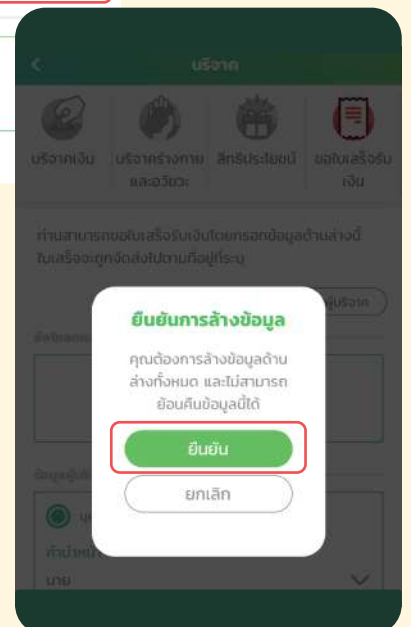 บริจาค
บริจาคเงิน
บริจาคร่างกาย
และอวัยวะ
สิทธิประโยชน์
ขอใบเสร็จรับ
เงิน
ท่านสามารถขอใบเสร็จรับเงินโดยกรอกข้อมูลด้านล่างนี้
ใบเสร็จจะถูกจัดส่งไปตามที่อยู่ที่ระบุ
ยืนยันการล้างข้อมูล
คุณต้องการล้างข้อมูลด้าน
ล่างทั้งหมด และไม่สามารถ
ย้อนคืนข้อมูลนี้ได้
ยืนยัน
ยกเลิก
คำนำหน้า
นาย